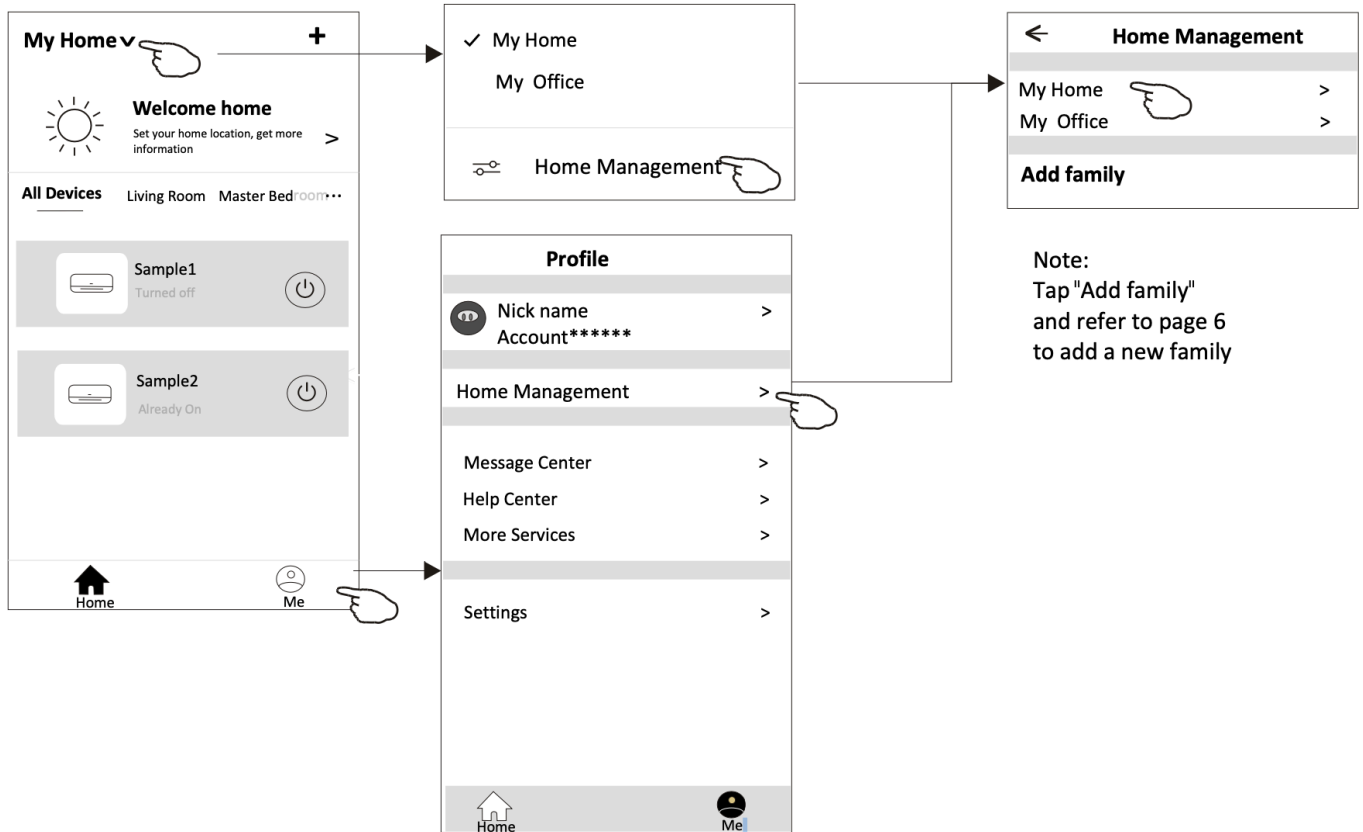 My Home
+
Welcome home
Set your home location, get more
information
>
All Devices Living Room Master Bedroom...
Sample1
Turned off
Sample2
Already On
Home
Me
✓ My Home
My Office
Home Management
Profile
Nick name >
Account******
Home Management >
Message Center >
Help Center >
More Services >
Settings >
Home
Me
← Home Management
My Home >
My Office >
Add family
Note:
Tap "Add family"
and refer to page 6
to add a new family